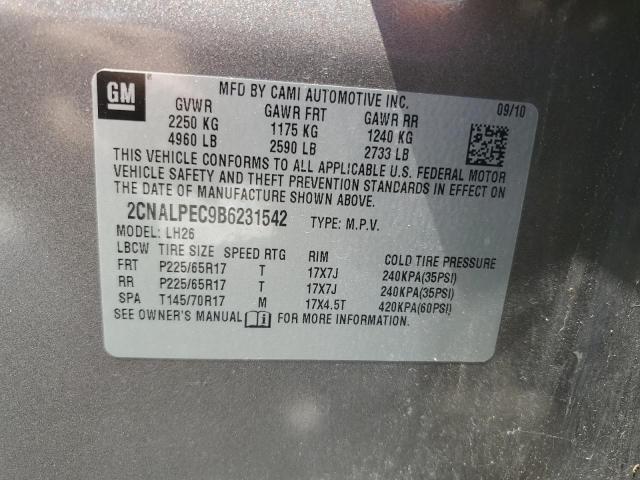 GM
MFD BY CAMI AUTOMOTIVE INC. 09/10
GVWR GAWR FRT GAWR RR
2250 KG 1175 KG 1240 KG
4960 LB 2590 LB 2733 LB
THIS VEHICLE CONFORMS TO ALL APPLICABLE U.S. FEDERAL MOTOR
VEHICLE SAFETY AND THEFT PREVENTION STANDARDS IN EFFECT ON
THE DATE OF MANUFACTURE SHOWN ABOVE.
2CNALPEC9B6231542 TYPE: M.P.V.
MODEL: LH26
LBCW TIRE SIZE SPEED RTG RIM COLD TIRE PRESSURE
FRT P225/65R17 T 17X7J 240KPA(35PSI)
RR P225/65R17 T 17X7J 240KPA(35PSI)
SPA T145/70R17 M 17X4.5T 420KPA(60PSI)
SEE OWNER'S MANUAL FOR MORE INFORMATION.